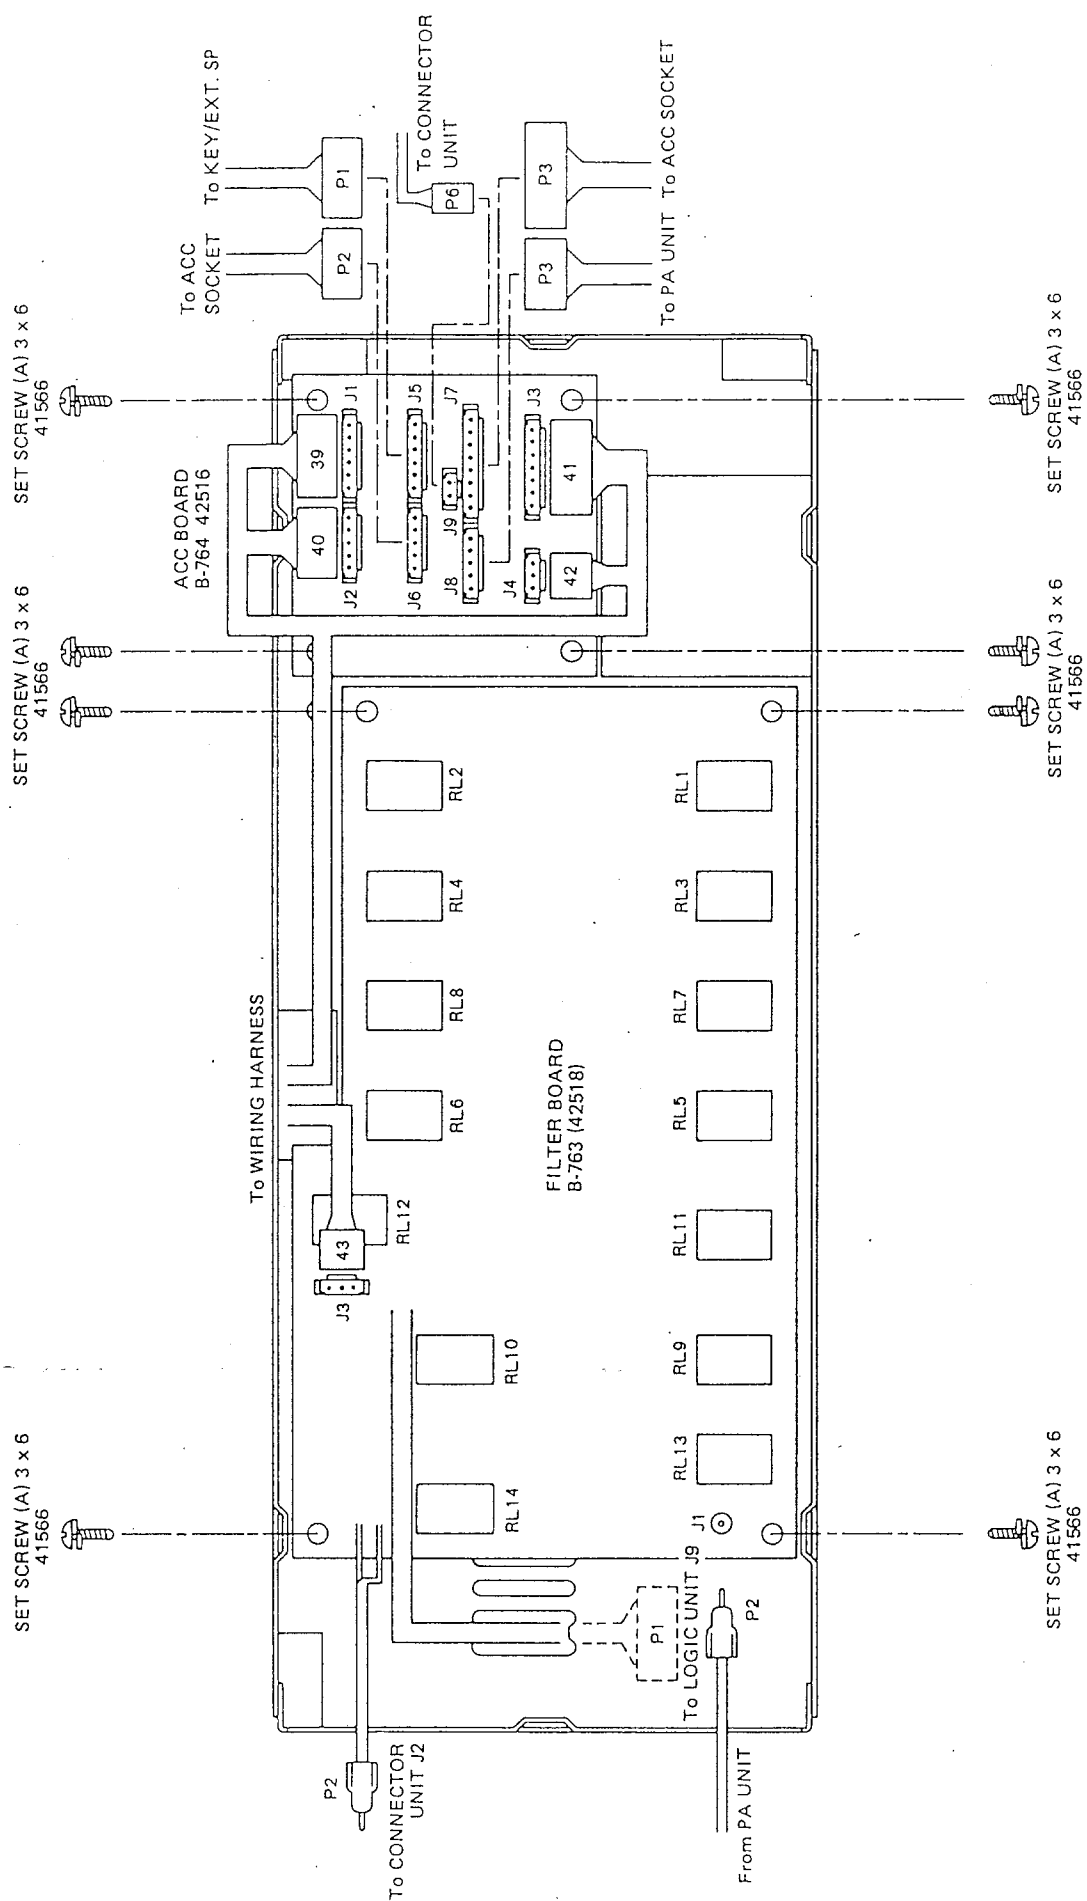 SET SCREW (A) 3 x 6
41566
SET SCREW (A) 3 x 6
41566
SET SCREW (A) 3 x 6
41566
ACC BOARD
B-764 42516
To ACC
SOCKET
To KEY/EXT. SP
P2
P1
To CONNECTOR
UNIT
P6
P3
P3
To PA UNIT
To ACC SOCKET
40
39
J2
J1
J6
J5
J9
J8
J7
J4
J3
42
41
To WIRING HARNESS
43
J3
RL12
RL6
RL8
RL4
RL2
RL14
RL10
FILTER BOARD
B-763 (42518)
RL13
RL9
RL11
RL5
RL7
RL3
RL1
J1
P2
To CONNECTOR
UNIT J2
P1
To LOGIC UNIT J9
P2
From PA UNIT
SET SCREW (A) 3 x 6
41566
SET SCREW (A) 3 x 6
41566
SET SCREW (A) 3 x 6
41566